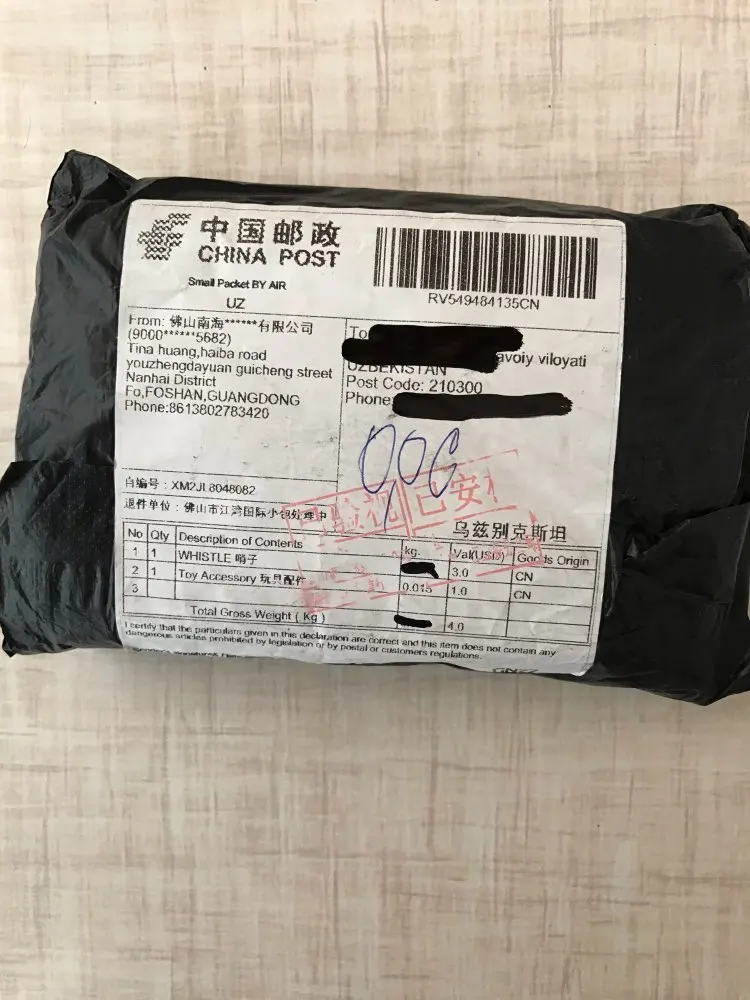 中国邮政
CHINA POST
Small Packet BY AIR
UZ
RV549484135CN
From: 佛山南海******有限公司
(9000*****5682)
Tina huang,haiba road
youzhengdayuan guicheng street
Nanhai District
Fo,FOSHAN,GUANGDONG
Phone:8613802783420
To
avoiy viloyati
UZBEKISTAN
Post Code: 210300
Phone:
自编号 : XM2JL8048082
退件单位 : 佛山市江湾国际小包处理中
已验视 已安检
乌兹别克斯坦
No Qty Description of Contents kg. Val(USD) Goods Origin
1 1 WHISTLE 哨子 3.0 CN
2 1 Toy Accessory 玩具配件 0.015 1.0 CN
3
Total Gross Weight ( Kg ) 4.0
I certify that the particulars given in this declaration are correct and this item does not contain any
dangerous articles prohibited by legislation or by postal or customers regulations.